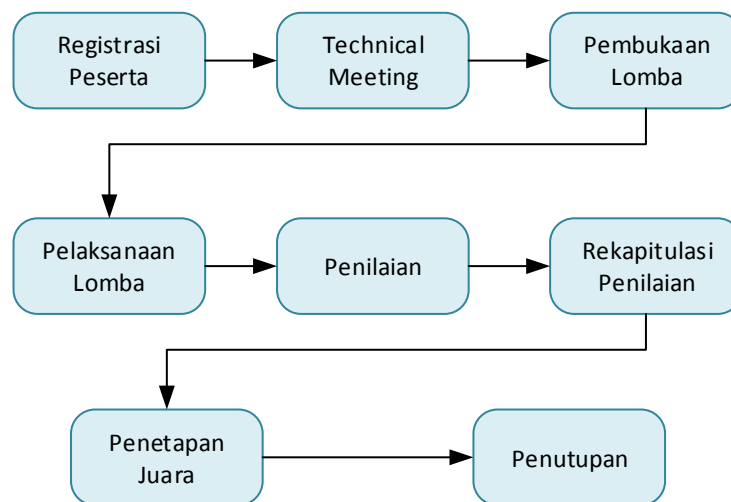 Registrasi
Peserta
Technical
Meeting
Pembukaan
Lomba
Pelaksanaan
Lomba
Penilaian
Rekapitulasi
Penilaian
Penetapan
Juara
Penutupan